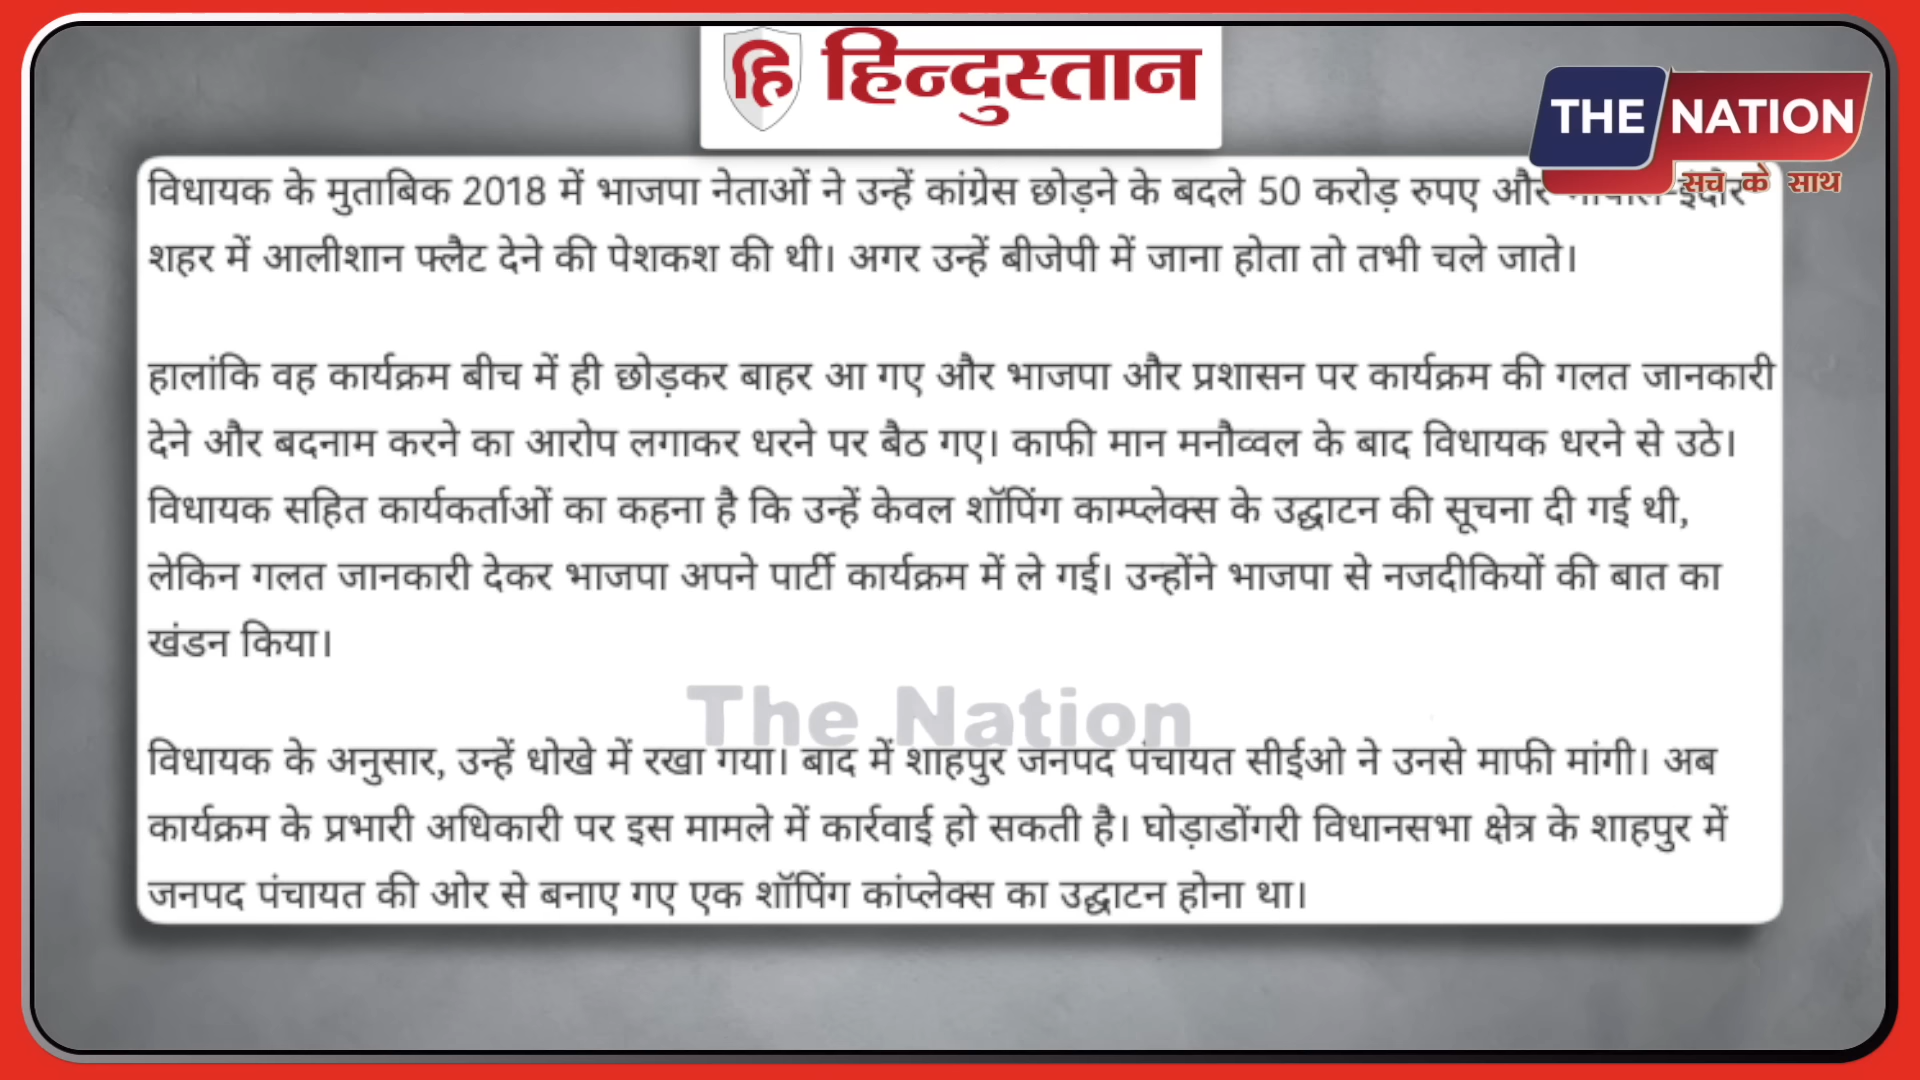 हि हिन्दुस्तान
THE NATION
सच के साथ
विधायक के मुताबिक 2018 में भाजपा नेताओं ने उन्हें कांग्रेस छोड़ने के बदले 50 करोड़ रुपए और -इंदौर
शहर में आलीशान फ्लैट देने की पेशकश की थी। अगर उन्हें बीजेपी में जाना होता तो तभी चले जाते।
हालांकि वह कार्यक्रम बीच में ही छोड़कर बाहर आ गए और भाजपा और प्रशासन पर कार्यक्रम की गलत जानकारी
देने और बदनाम करने का आरोप लगाकर धरने पर बैठ गए। काफी मान मनौव्वल के बाद विधायक धरने से उठे।
विधायक सहित कार्यकर्ताओं का कहना है कि उन्हें केवल शॉपिंग काम्प्लेक्स के उद्घाटन की सूचना दी गई थी,
लेकिन गलत जानकारी देकर भाजपा अपने पार्टी कार्यक्रम में ले गई। उन्होंने भाजपा से नजदीकियों की बात का
खंडन किया।
The Nation
विधायक के अनुसार, उन्हें धोखे में रखा गया। बाद में शाहपुर जनपद पंचायत सीईओ ने उनसे माफी मांगी। अब
कार्यक्रम के प्रभारी अधिकारी पर इस मामले में कार्रवाई हो सकती है। घोड़ाडोंगरी विधानसभा क्षेत्र के शाहपुर में
जनपद पंचायत की ओर से बनाए गए एक शॉपिंग कांप्लेक्स का उद्घाटन होना था।